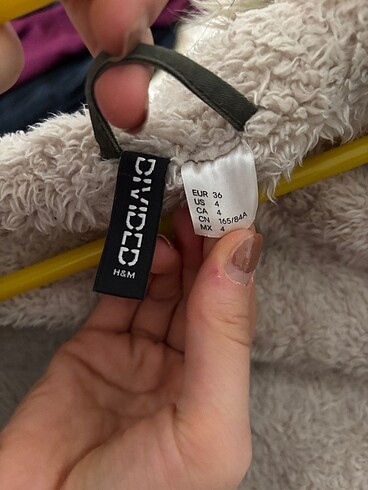 DIVIDED
H&M
EUR 36
US 4
CA 4
CN 165/84A
MX 4